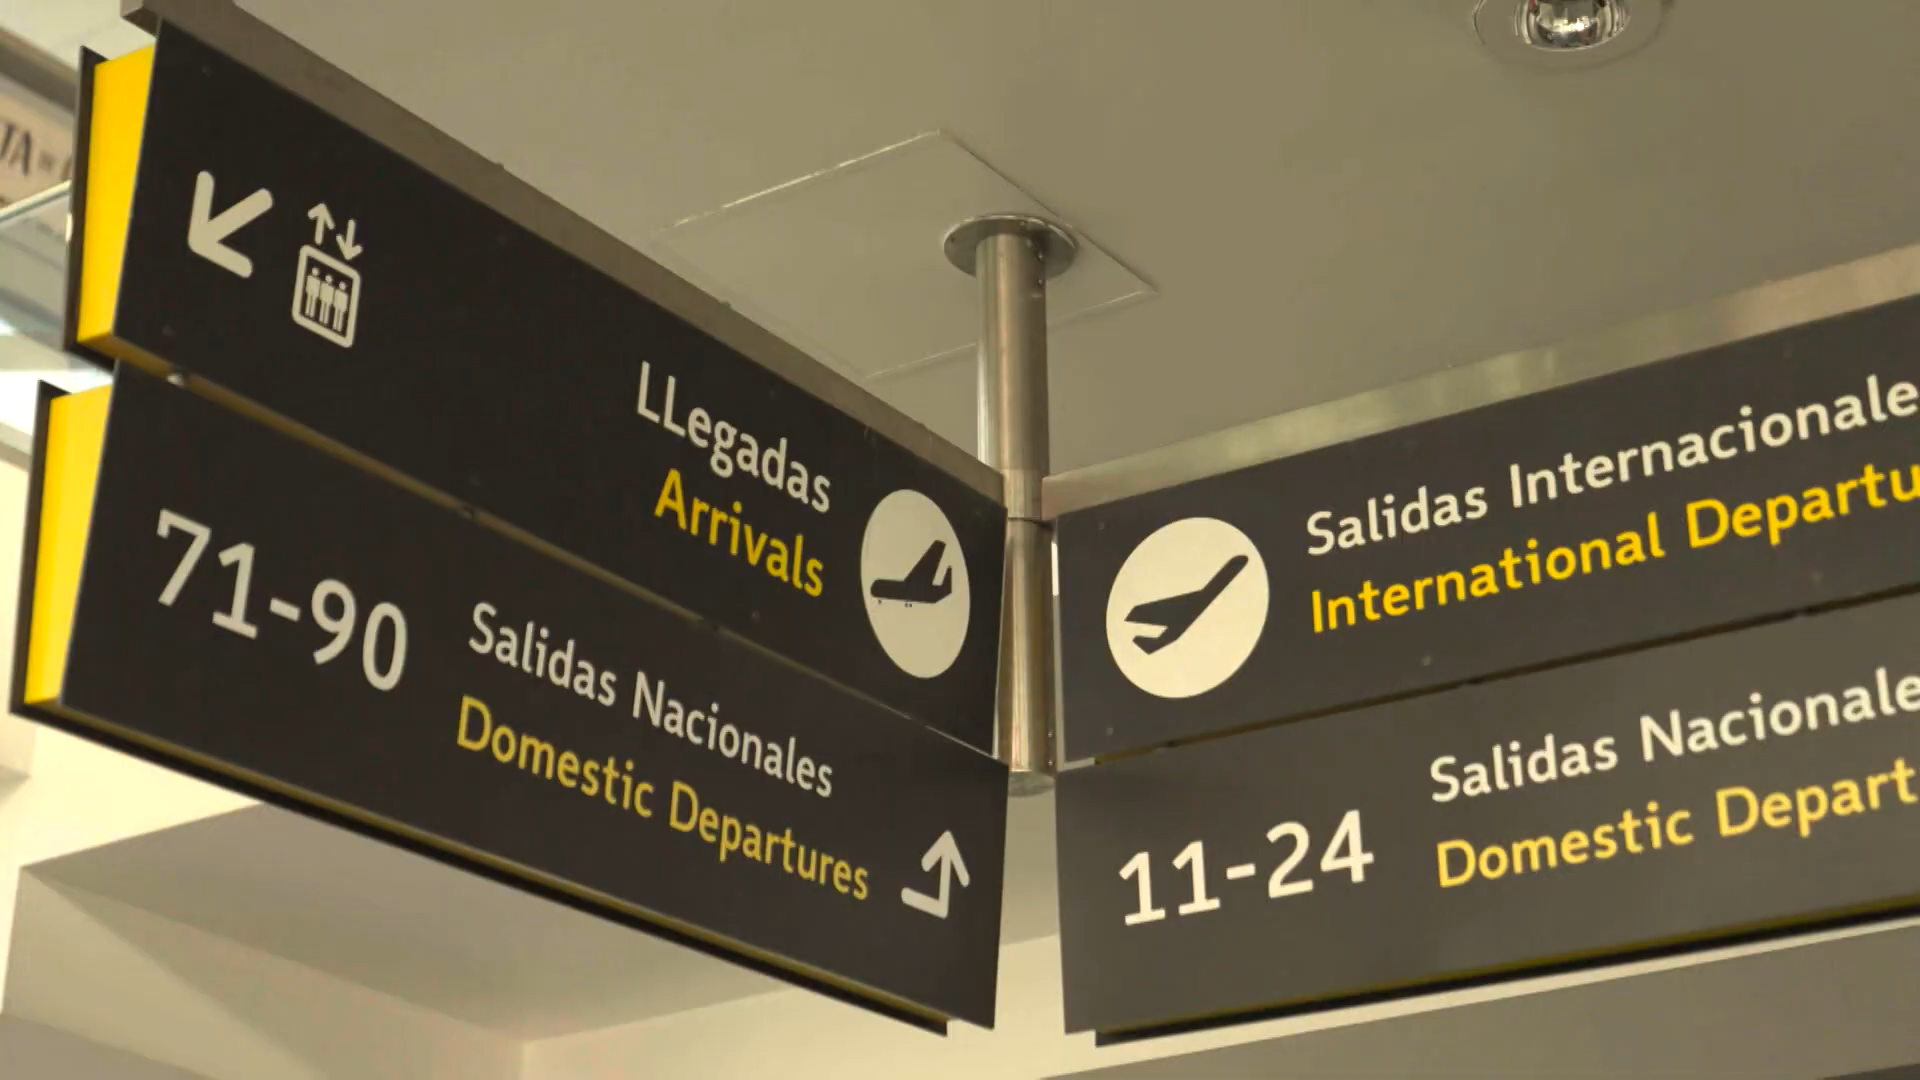 LLegadas
Arrivals
71-90
Salidas Nacionales
Domestic Departures
Salidas Internacionale
International Departu
11-24
Salidas Nacionale
Domestic Depart